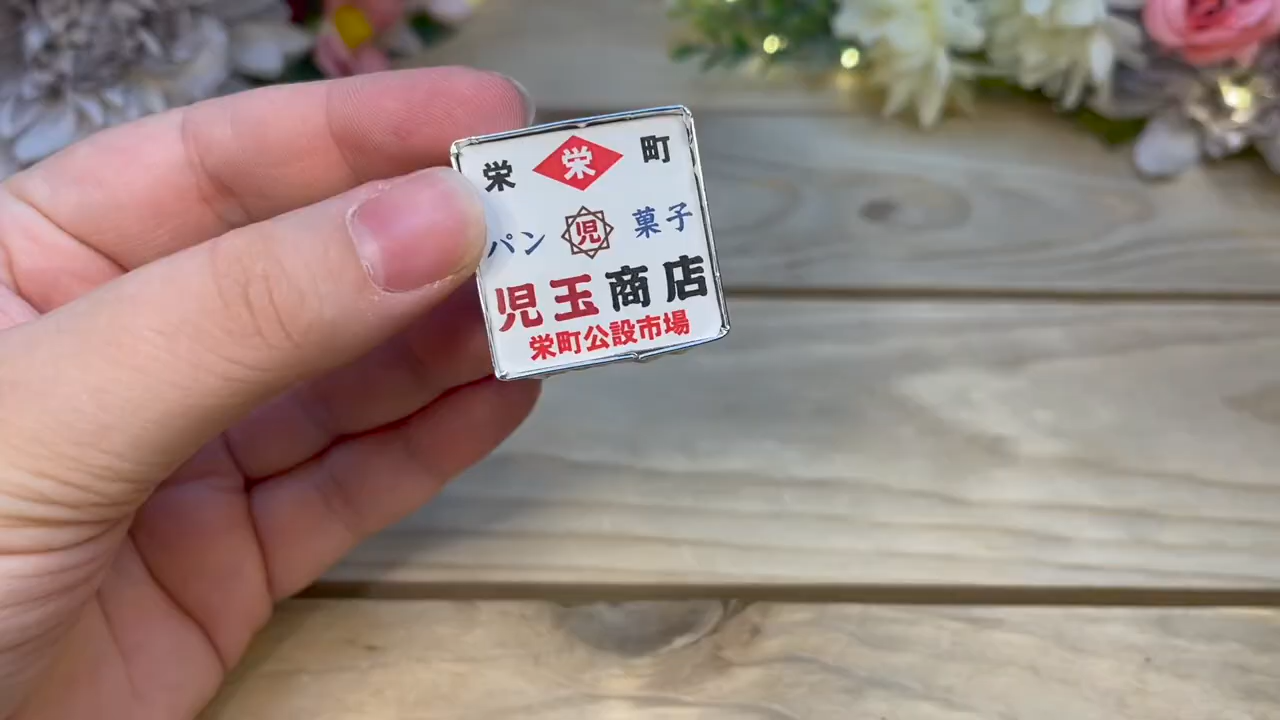 栄 栄 町
パン 児 菓子
児玉商店
栄町公設市場